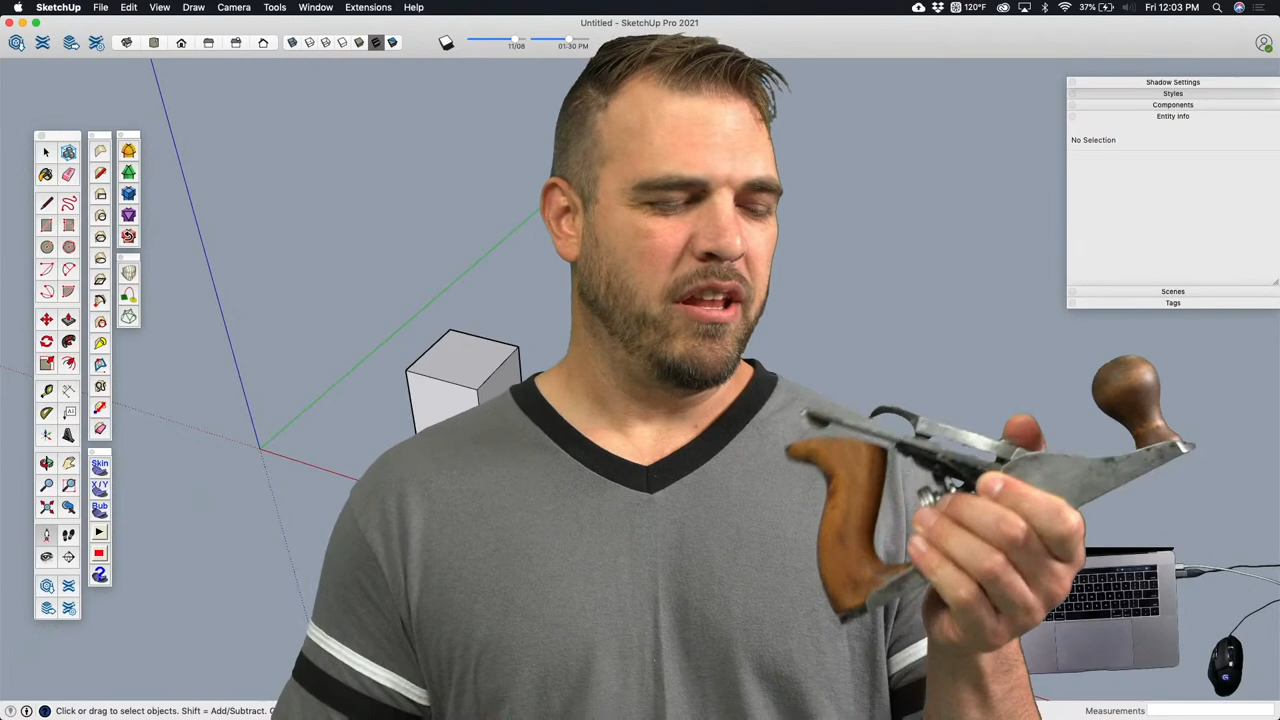 SketchUp File Edit View Draw Camera Tools Window Extensions Help
120°F 37% Fri 12:03 PM
Untitled - SketchUp Pro 2021
11/08 01:30 PM
Shadow Settings
Styles
Components
Entity Info
No Selection
Scenes
Tags
A1
Skin
X/Y
Bub
Click or drag to select objects. Shift = Add/Subtract.
Measurements